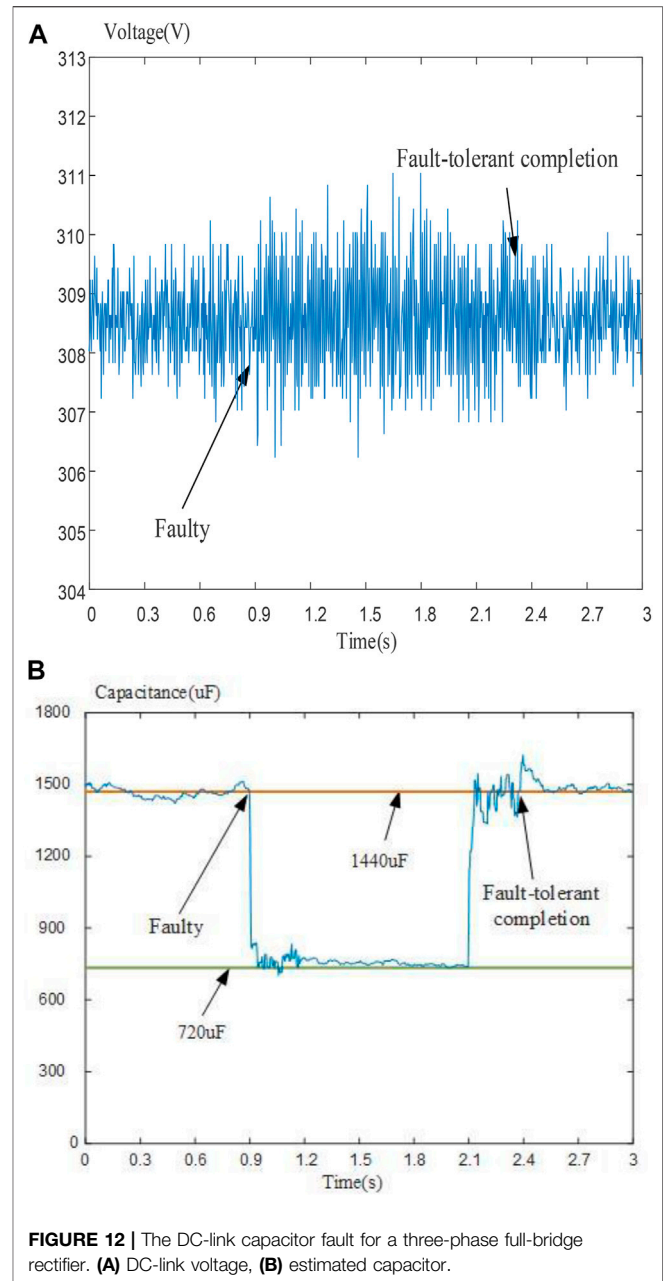 A
Voltage(V)
313
312
311
310
309
308
307
306
305
304
Fault-tolerant completion
Faulty
0 0.3 0.6 0.9 1.2 1.5 1.8 2.1 2.4 2.7 3
Time(s)
B
Capacitance(uF)
1800
1500
1200
900
600
300
0
1440uF
Faulty
Fault-tolerant
completion
720uF
0 0.3 0.6 0.9 1.2 1.5 1.8 2.1 2.4 2.7 3
Time(s)
FIGURE 12 | The DC-link capacitor fault for a three-phase full-bridge
rectifier. (A) DC-link voltage, (B) estimated capacitor.